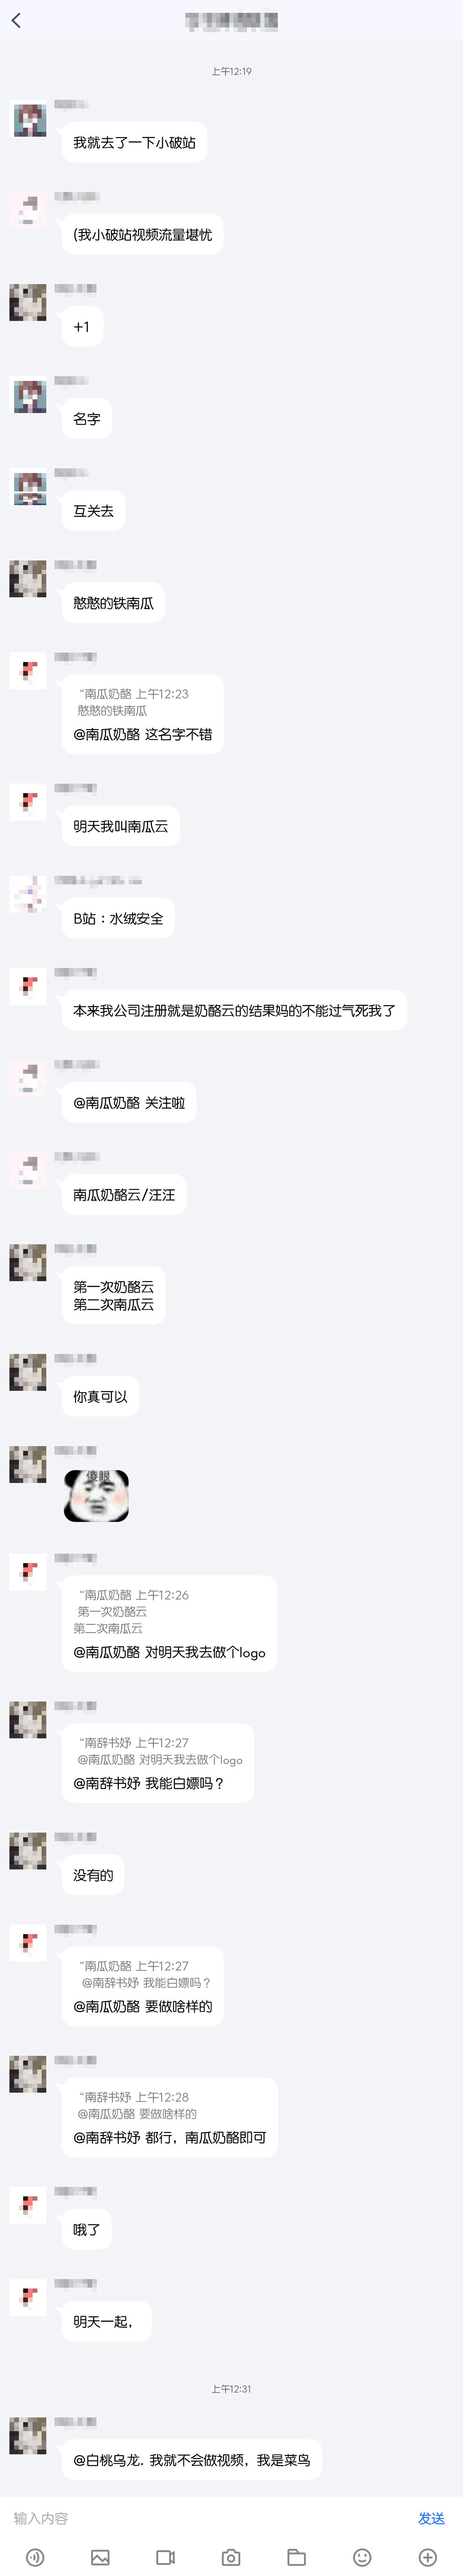 上午12:19
我就去了一下小破站
(我小破站视频流量堪忧
+1
名字
互关去
憨憨的铁南瓜
“南瓜奶酪 上午12:23
憨憨的铁南瓜
@南瓜奶酪 这名字不错
明天我叫南瓜云
B站：水绒安全
本来我公司注册就是奶酪云的结果妈的不能过气死我了
@南瓜奶酪 关注啦
南瓜奶酪云/汪汪
第一次奶酪云
第二次南瓜云
你真可以
傻眼
“南瓜奶酪 上午12:26
第一次奶酪云
第二次南瓜云
@南瓜奶酪 对明天我去做个logo
“南辞书妤 上午12:27
@南瓜奶酪 对明天我去做个logo
@南辞书妤 我能白嫖吗？
没有的
“南瓜奶酪 上午12:27
@南辞书妤 我能白嫖吗？
@南瓜奶酪 要做啥样的
“南辞书妤 上午12:28
@南瓜奶酪 要做啥样的
@南辞书妤 都行，南瓜奶酪即可
哦了
明天一起，
上午12:31
@白桃乌龙. 我就不会做视频，我是菜鸟
输入内容
发送